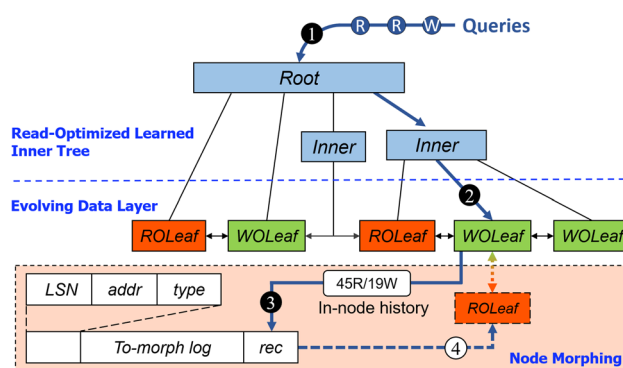 1
R R W Queries
Root
Read-Optimized Learned
Inner Tree
Inner
Inner
2
Evolving Data Layer
ROLeaf
WOLeaf
ROLeaf
WOLeaf
WOLeaf
LSN addr type
3
45R/19W
In-node history
ROLeaf
To-morph log rec
4
Node Morphing